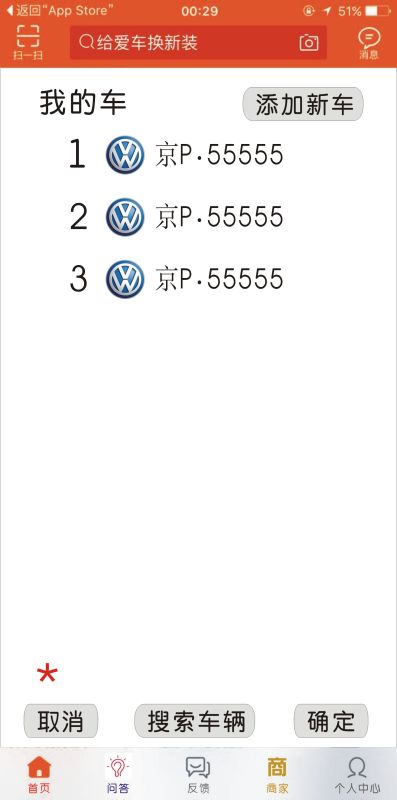 返回“App Store” 00:29 51%
扫一扫 给爱车换新装 消息
我的车 添加新车
1 京P·55555
2 京P·55555
3 京P·55555
*
取消 搜索车辆 确定
商
首页 问答 反馈 商家 个人中心